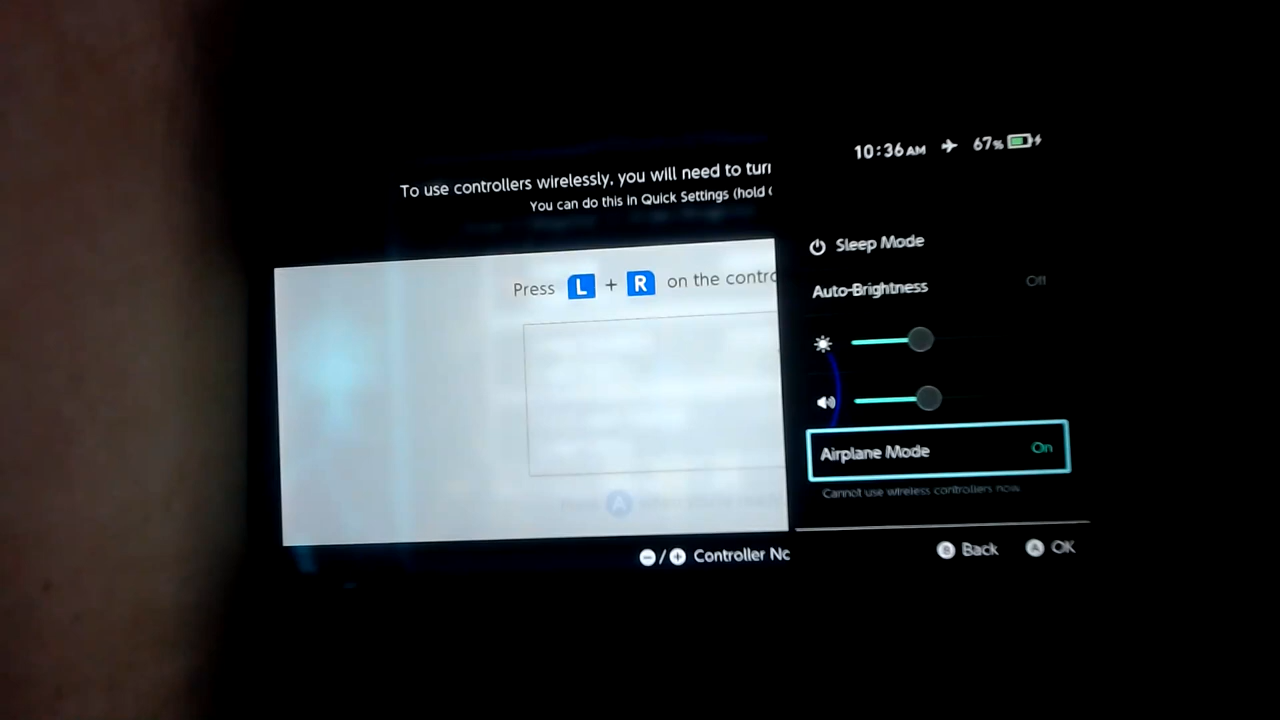 10:36 AM 67%
To use controllers wirelessly, you will need to turn
You can do this in Quick Settings (hold
Sleep Mode
Press L + R on the contro
Auto-Brightness Off
Airplane Mode On
Cannot use wireless controllers now.
A
-/+ Controller No
B Back A OK